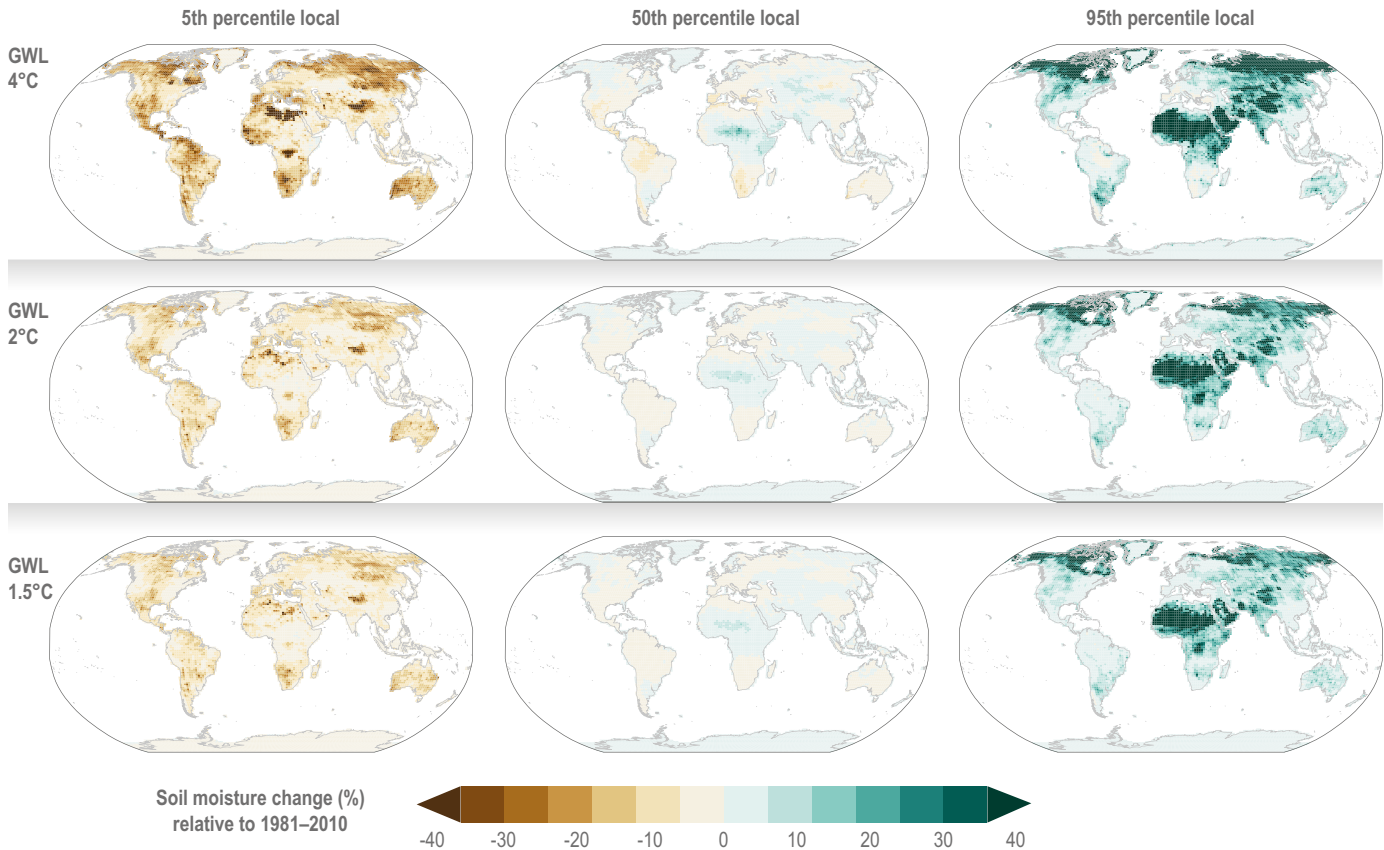 5th percentile local
50th percentile local
95th percentile local
GWL
4°C
GWL
2°C
GWL
1.5°C
Soil moisture change (%)
relative to 1981–2010
-40 -30 -20 -10 0 10 20 30 40